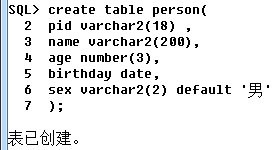 SQL> create table person(
  2  pid varchar2(18) ,
  3  name varchar2(200),
  4  age number(3),
  5  birthday date,
  6  sex varchar2(2) default '男'
  7  );
表已创建。